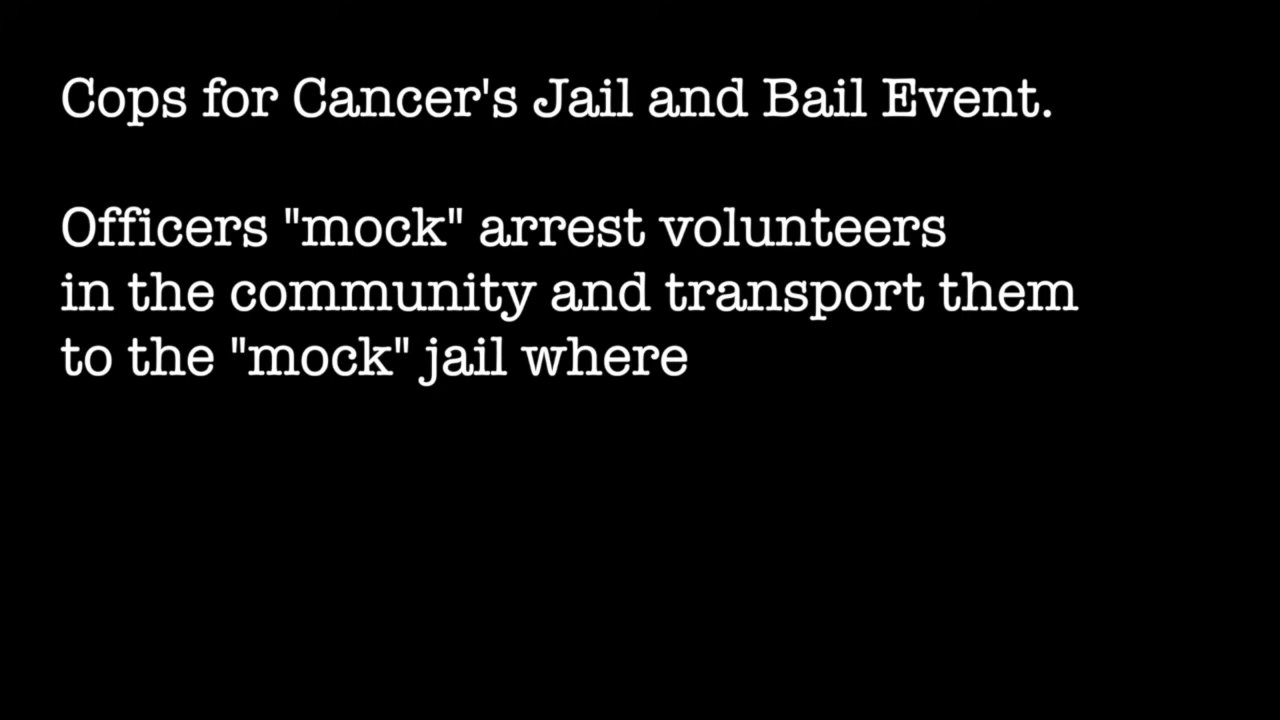 Cops for Cancer's Jail and Bail Event.
Officers "mock" arrest volunteers
in the community and transport them
to the "mock" jail where